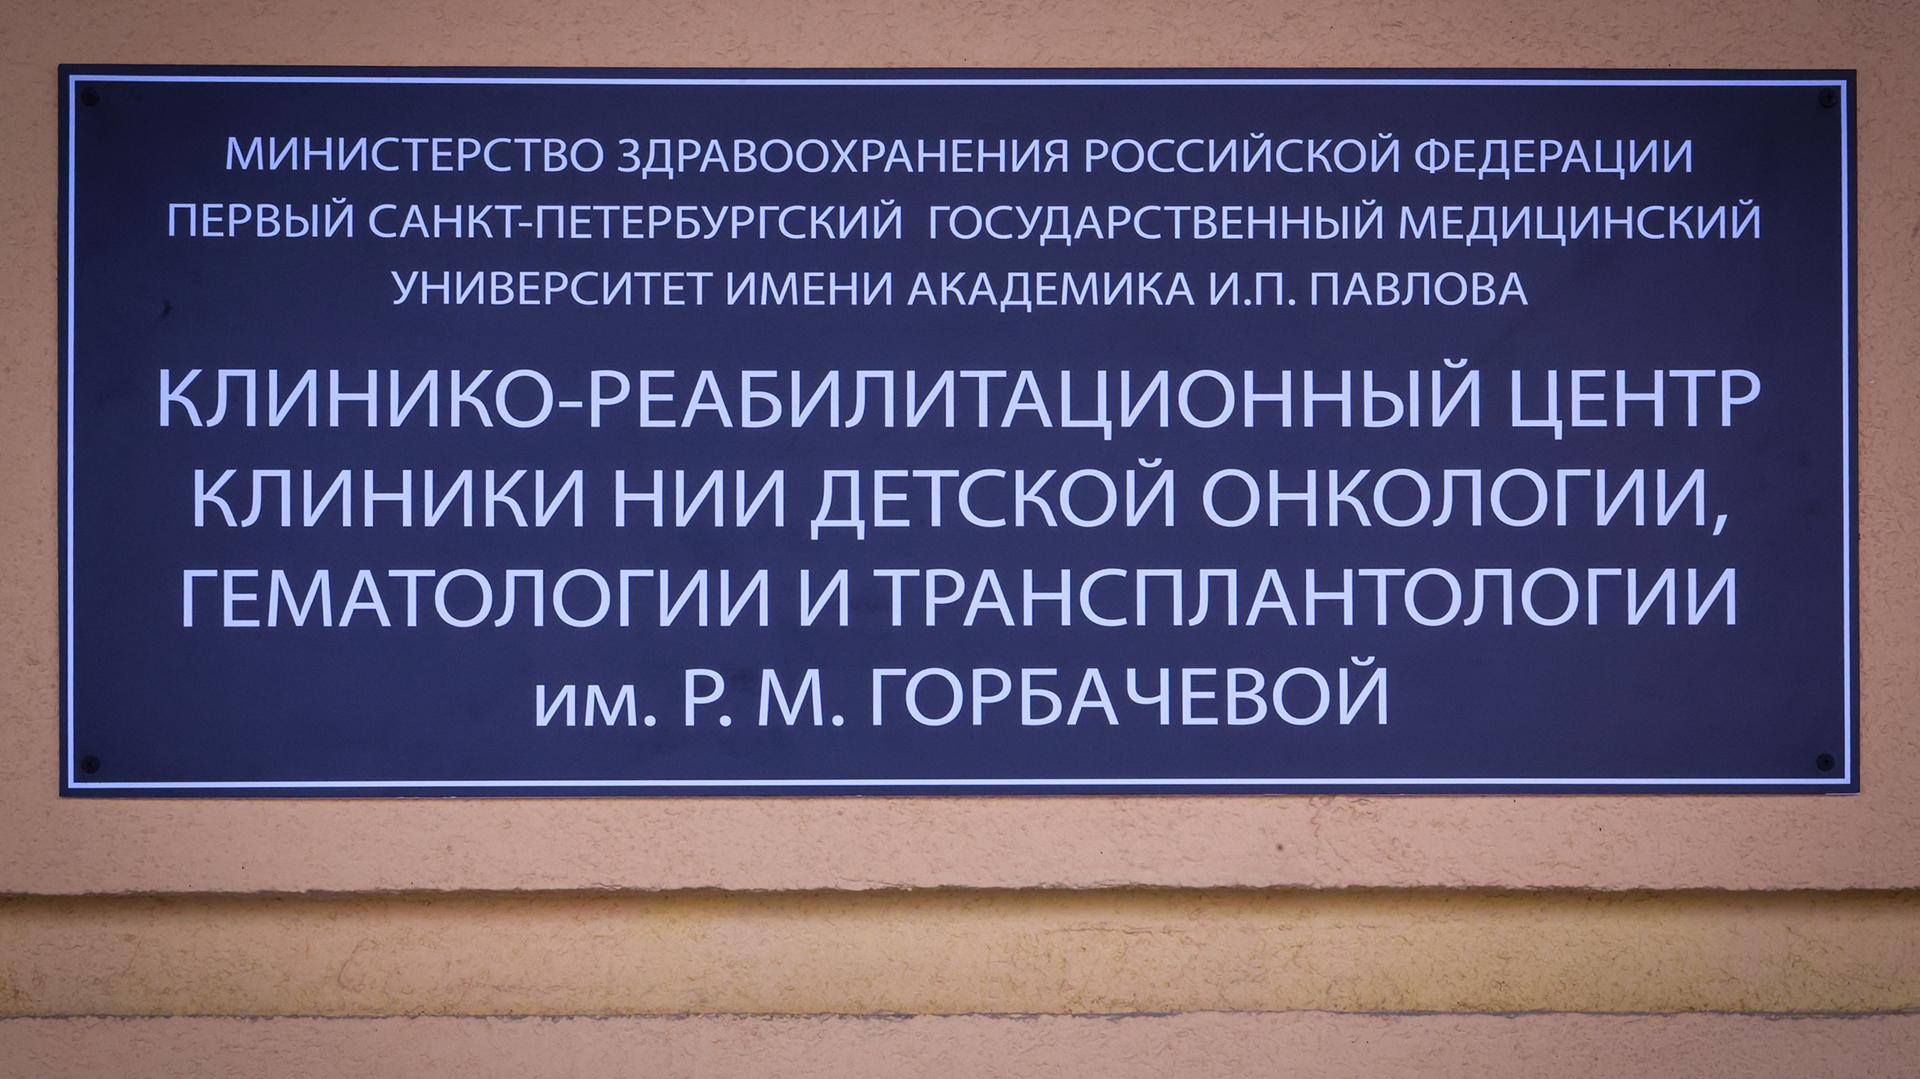 МИНИСТЕРСТВО ЗДРАВООХРАНЕНИЯ РОССИЙСКОЙ ФЕДЕРАЦИИ
ПЕРВЫЙ САНКТ-ПЕТЕРБУРГСКИЙ ГОСУДАРСТВЕННЫЙ МЕДИЦИНСКИЙ
УНИВЕРСИТЕТ ИМЕНИ АКАДЕМИКА И.П. ПАВЛОВА
КЛИНИКО-РЕАБИЛИТАЦИОННЫЙ ЦЕНТР
КЛИНИКИ НИИ ДЕТСКОЙ ОНКОЛОГИИ,
ГЕМАТОЛОГИИ И ТРАНСПЛАНТОЛОГИИ
им. Р. М. ГОРБАЧЕВОЙ